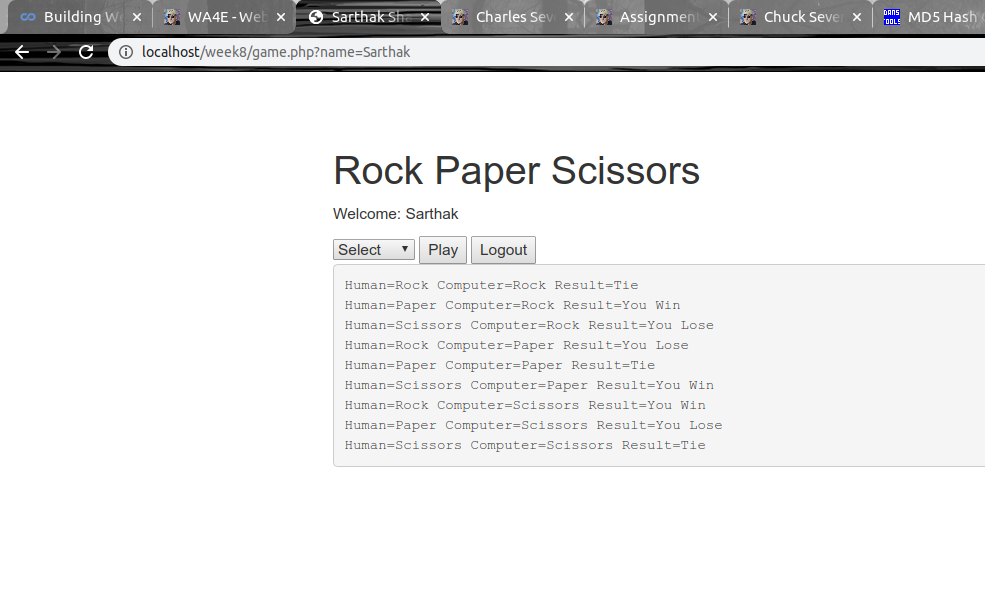 Building We
WA4E - Web
Sarthak Sha
Charles Seve
Assignment
Chuck Sever
DANS TOOLS
MD5 Hash
localhost/week8/game.php?name=Sarthak
Rock Paper Scissors
Welcome: Sarthak
Select Play Logout
Human=Rock Computer=Rock Result=Tie
Human=Paper Computer=Rock Result=You Win
Human=Scissors Computer=Rock Result=You Lose
Human=Rock Computer=Paper Result=You Lose
Human=Paper Computer=Paper Result=Tie
Human=Scissors Computer=Paper Result=You Win
Human=Rock Computer=Scissors Result=You Win
Human=Paper Computer=Scissors Result=You Lose
Human=Scissors Computer=Scissors Result=Tie